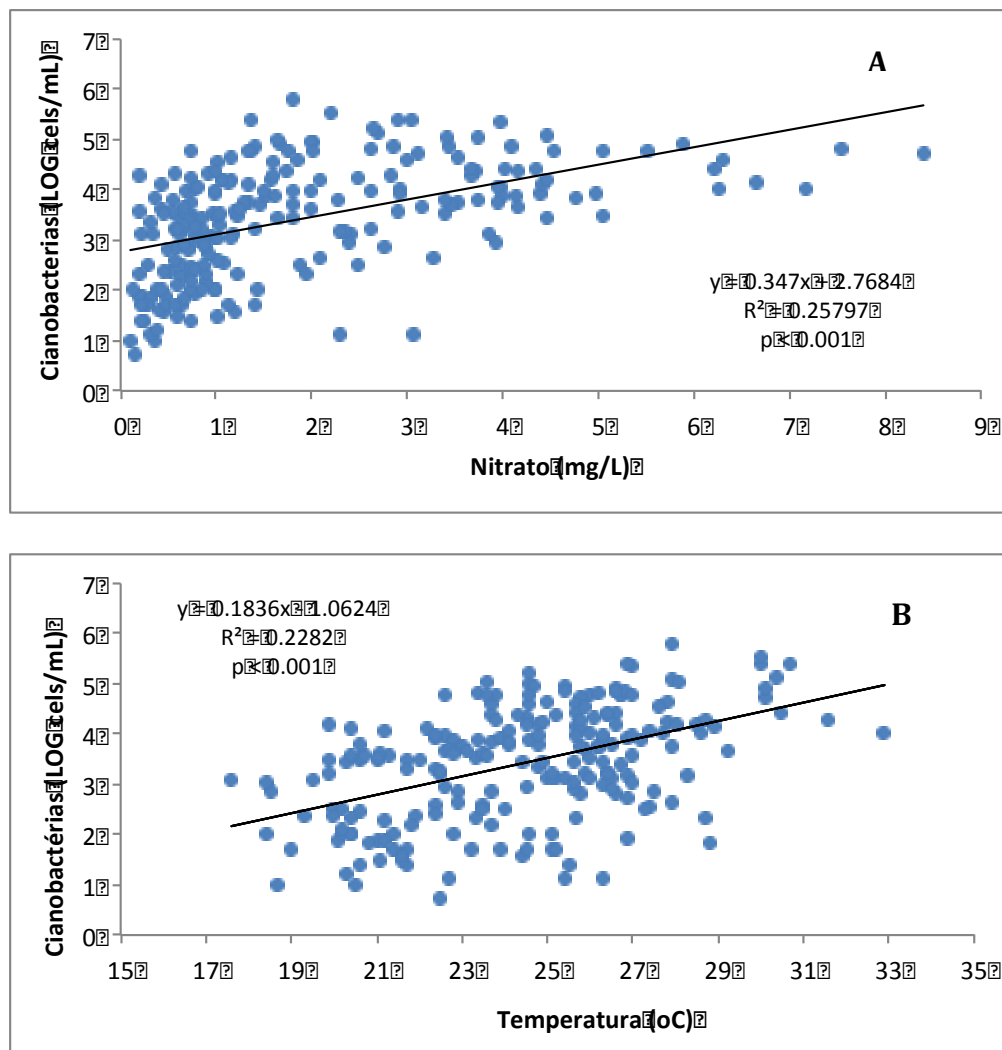 A
Cianobacterias (LOG cels/mL)
7
6
5
4
3
2
1
0
y = 0.347x + 2.7684
R² = 0.25797
p < 0.001
0 1 2 3 4 5 6 7 8 9
Nitrato (mg/L)
B
Cianobactérias (LOG cels/mL)
7
6
5
4
3
2
1
0
y = 0.1836x - 1.0624
R² = 0.2282
p < 0.001
15 17 19 21 23 25 27 29 31 33 35
Temperatura (oC)